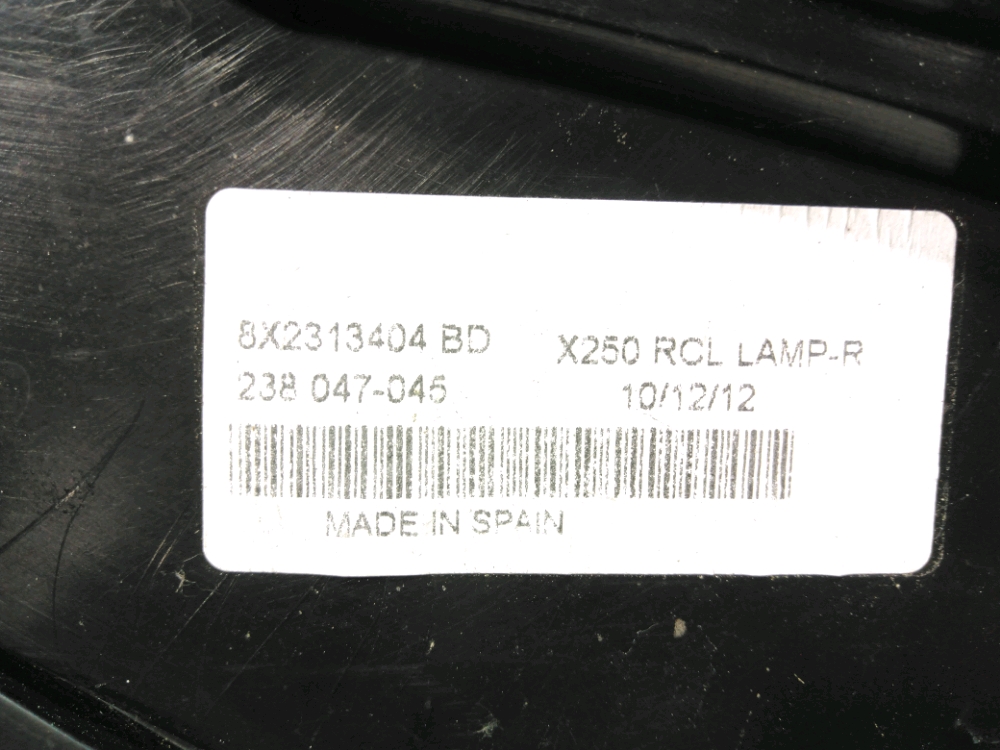 8X2313404 BD
X250 RCL LAMP-R
238 047-045
10/12/12
MADE IN SPAIN